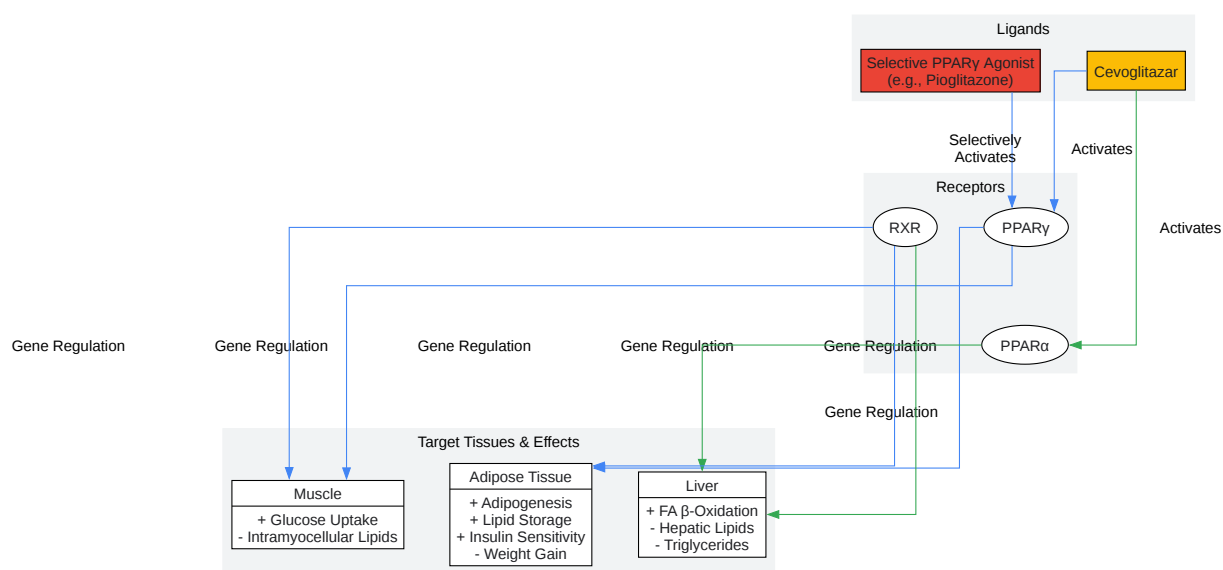 Ligands
Selective PPARγ Agonist
(e.g., Pioglitazone)
Cevoglitazar
Selectively
Activates
Activates
Receptors
RXR
PPARγ
Activates
Gene Regulation
Gene Regulation
Gene Regulation
Gene Regulation
Gene Regulation
PPARα
Gene Regulation
Target Tissues & Effects
Muscle
+ Glucose Uptake
- Intramyocellular Lipids
Adipose Tissue
+ Adipogenesis
+ Lipid Storage
+ Insulin Sensitivity
- Weight Gain
Liver
+ FA β-Oxidation
- Hepatic Lipids
- Triglycerides